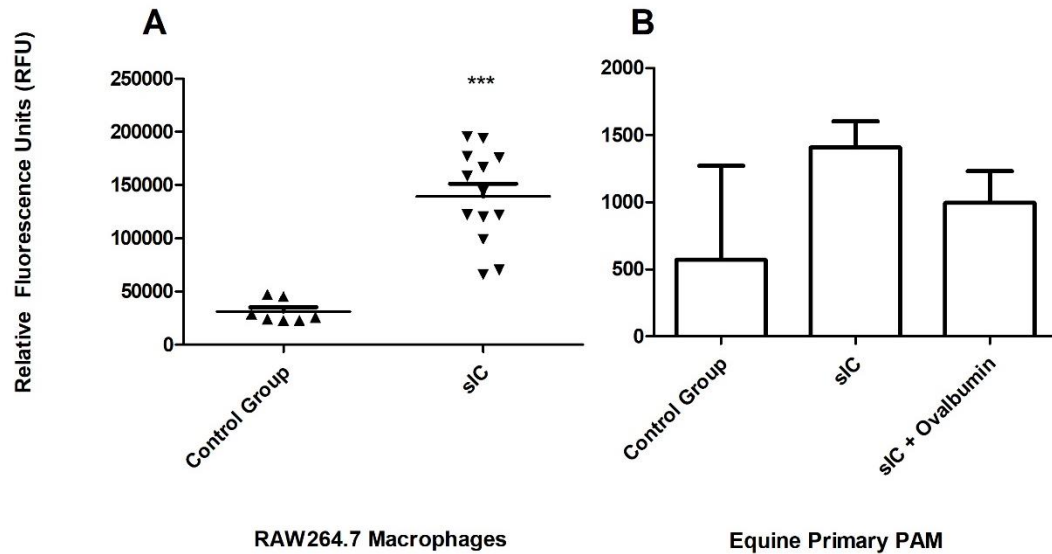 A
B
Relative Fluorescence Units (RFU)
250000
200000
150000
100000
50000
0
***
Control Group
sIC
RAW264.7 Macrophages
2000
1500
1000
500
0
Control Group
sIC
sIC + Ovalbumin
Equine Primary PAM